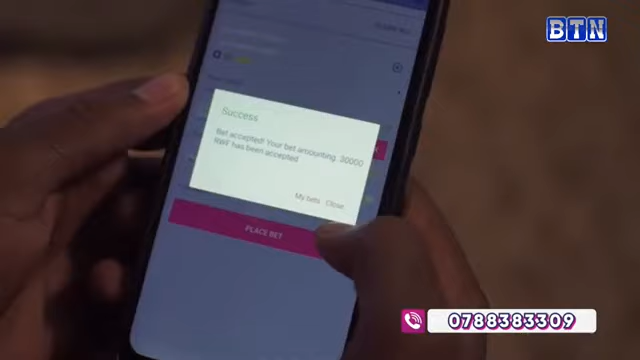 BTN
Success
Bet accepted! Your bet amounting 30000
RWF has been accepted
My bets Close
PLACE BET
0788383309